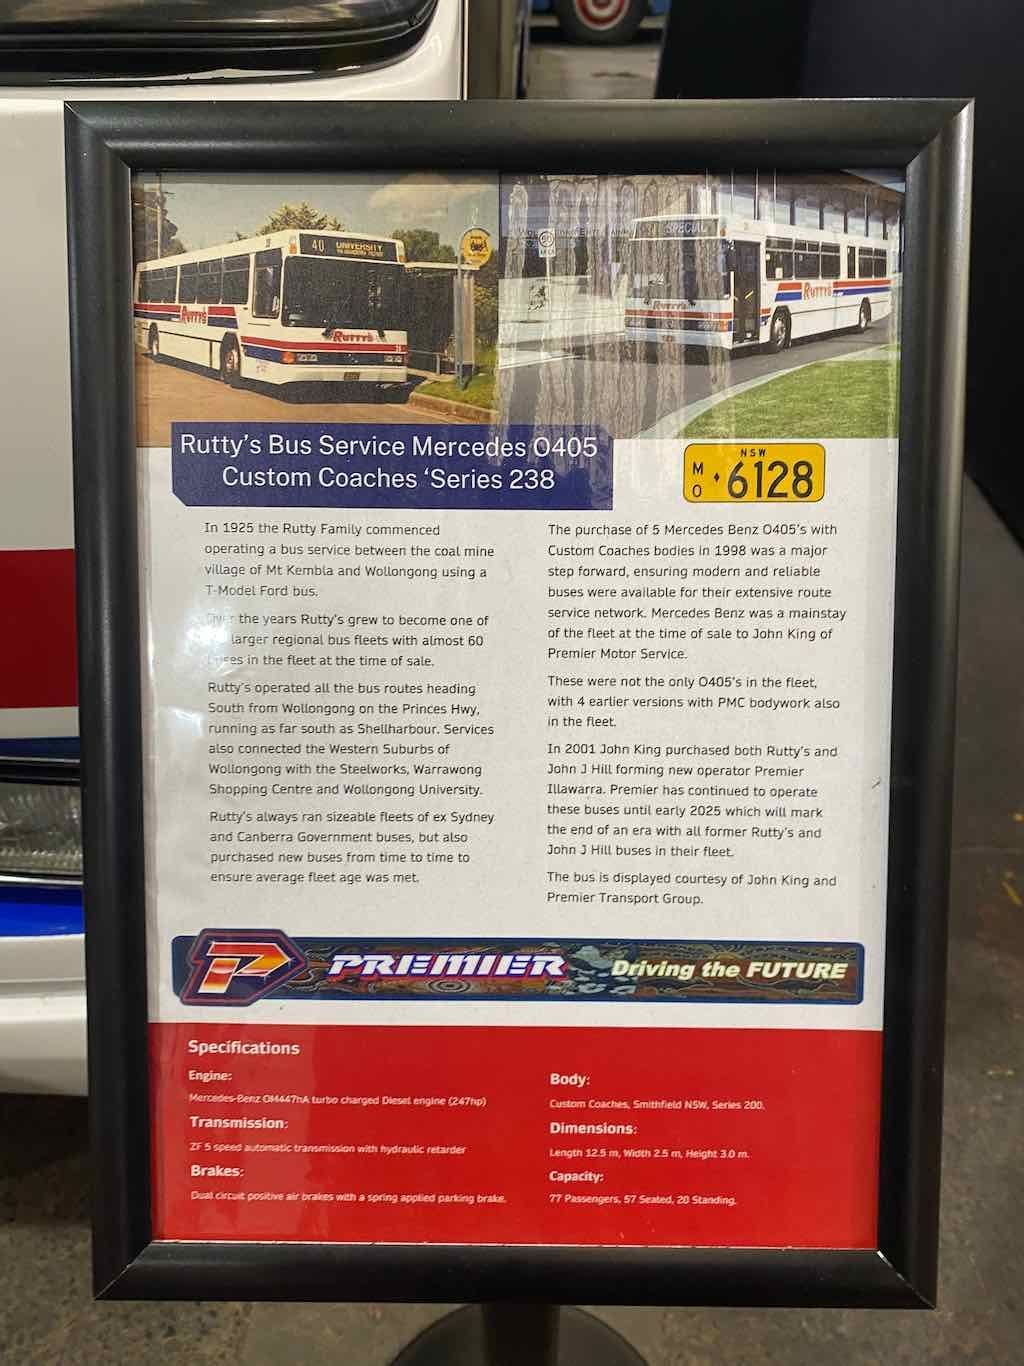 40 UNIVERSITY
Rutty's
Rutty's
SPECIAL
Rutty's
Rutty's
Rutty's Bus Service Mercedes O405
Custom Coaches 'Series 238
NSW
MO 6128
In 1925 the Rutty Family commenced
operating a bus service between the coal mine
village of Mt Kembla and Wollongong using a
T-Model Ford bus.
Over the years Rutty's grew to become one of
larger regional bus fleets with almost 60
buses in the fleet at the time of sale.
Rutty's operated all the bus routes heading
South from Wollongong on the Princes Hwy,
running as far south as Shellharbour. Services
also connected the Western Suburbs of
Wollongong with the Steelworks, Warrawong
Shopping Centre and Wollongong University.
Rutty's always ran sizeable fleets of ex Sydney
and Canberra Government buses, but also
purchased new buses from time to time to
ensure average fleet age was met.
The purchase of 5 Mercedes Benz O405's with
Custom Coaches bodies in 1998 was a major
step forward, ensuring modern and reliable
buses were available for their extensive route
service network. Mercedes Benz was a mainstay
of the fleet at the time of sale to John King of
Premier Motor Service.
These were not the only O405's in the fleet,
with 4 earlier versions with PMC bodywork also
in the fleet.
In 2001 John King purchased both Rutty's and
John J Hill forming new operator Premier
Illawarra. Premier has continued to operate
these buses until early 2025 which will mark
the end of an era with all former Rutty's and
John J Hill buses in their fleet.
The bus is displayed courtesy of John King and
Premier Transport Group.
P PREMIER Driving the FUTURE
Specifications
Engine:
Mercedes-Benz OM447hA turbo charged Diesel engine (247hp)
Transmission:
ZF 5 speed automatic transmission with hydraulic retarder
Brakes:
Dual circuit positive air brakes with a spring applied parking brake.
Body:
Custom Coaches, Smithfield NSW, Series 200.
Dimensions:
Length 12.5 m, Width 2.5 m, Height 3.0 m.
Capacity:
77 Passengers, 57 Seated, 20 Standing.